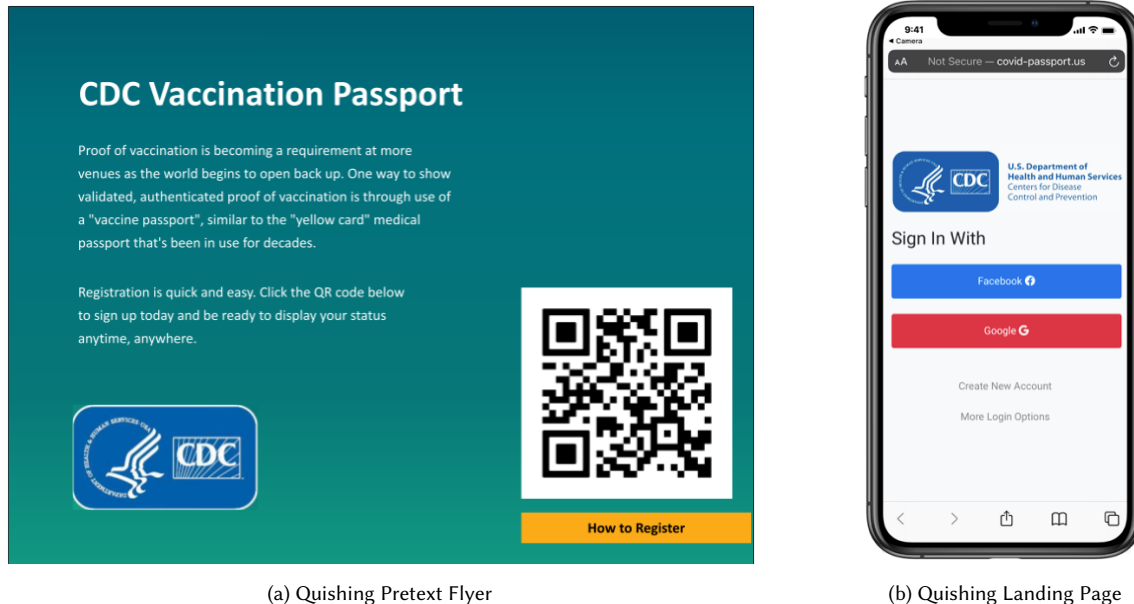 CDC Vaccination Passport
Proof of vaccination is becoming a requirement at more
venues as the world begins to open back up. One way to show
validated, authenticated proof of vaccination is through use of
a "vaccine passport", similar to the "yellow card" medical
passport that's been in use for decades.
Registration is quick and easy. Click the QR code below
to sign up today and be ready to display your status
anytime, anywhere.
DEPARTMENT OF HEALTH & HUMAN SERVICES · USA
CDC
How to Register
(a) Quishing Pretext Flyer
9:41
Camera
AA Not Secure — covid-passport.us
CDC
U.S. Department of
Health and Human Services
Centers for Disease
Control and Prevention
Sign In With
Facebook
Google G
Create New Account
More Login Options
(b) Quishing Landing Page